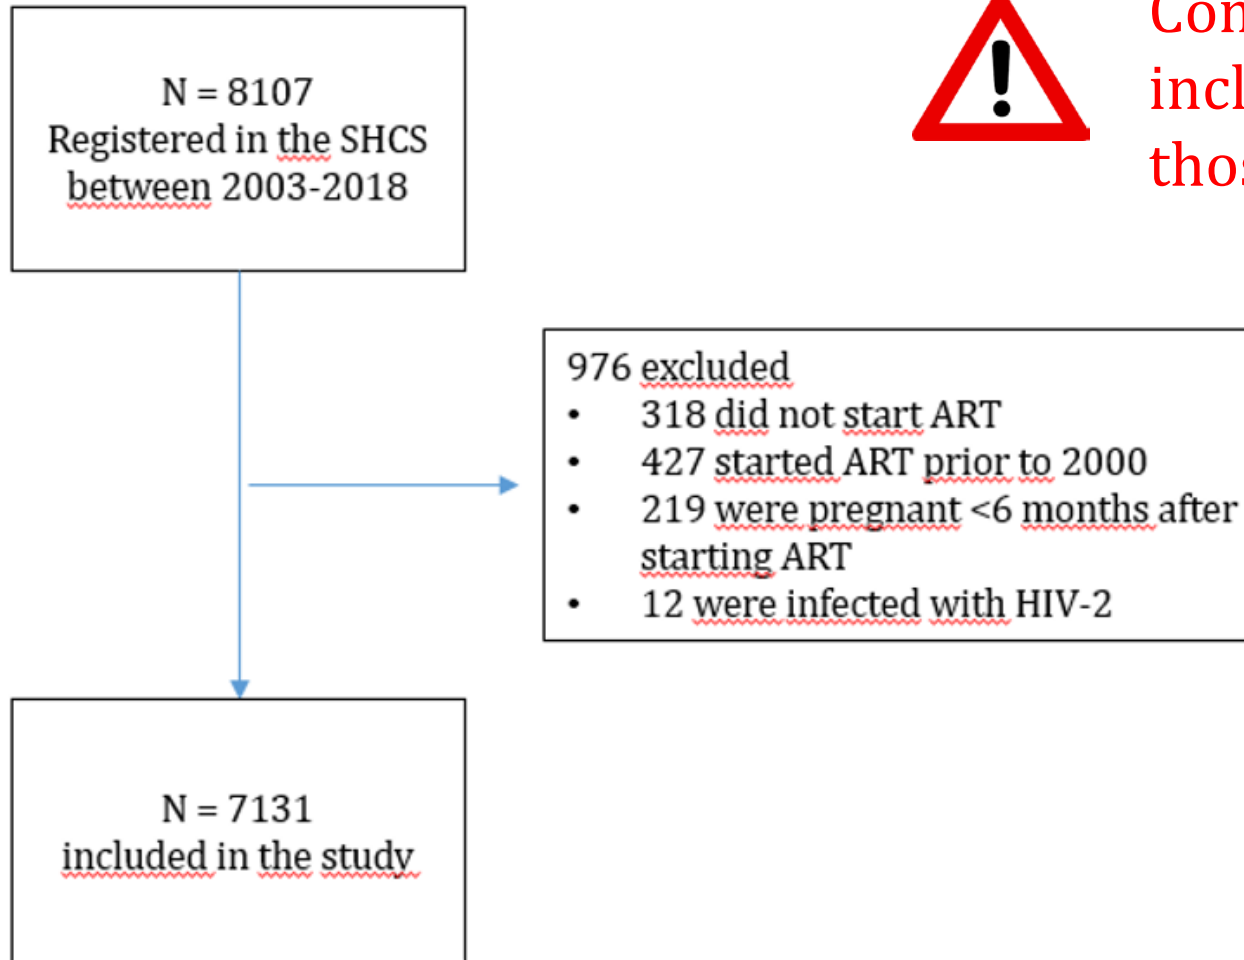 N = 8107
Registered in the SHCS
between 2003-2018
976 excluded
• 318 did not start ART
• 427 started ART prior to 2000
• 219 were pregnant <6 months after
starting ART
• 12 were infected with HIV-2
N = 7131
included in the study